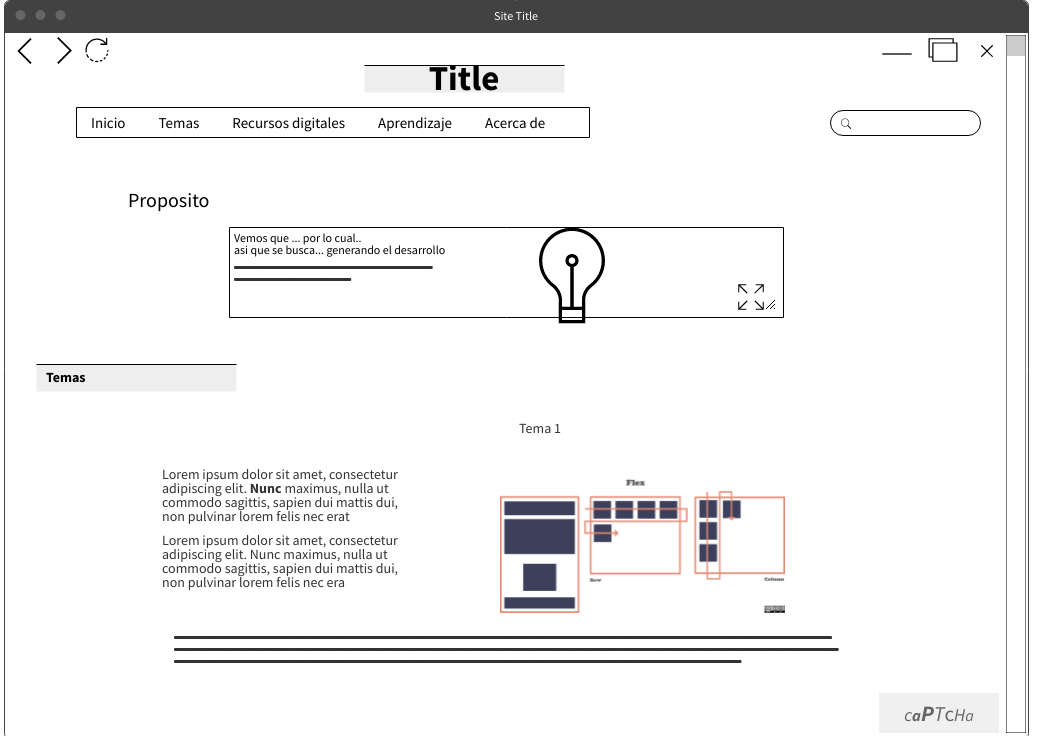 Site Title
Title
Inicio Temas Recursos digitales Aprendizaje Acerca de
Proposito
Vemos que ... por lo cual..
asi que se busca... generando el desarrollo
Temas
Tema 1
Lorem ipsum dolor sit amet, consectetur
adipiscing elit. Nunc maximus, nulla ut
commodo sagittis, sapien dui mattis dui,
non pulvinar lorem felis nec erat
Lorem ipsum dolor sit amet, consectetur
adipiscing elit. Nunc maximus, nulla ut
commodo sagittis, sapien dui mattis dui,
non pulvinar lorem felis nec era
Flex
Row
Column
caPTcHa